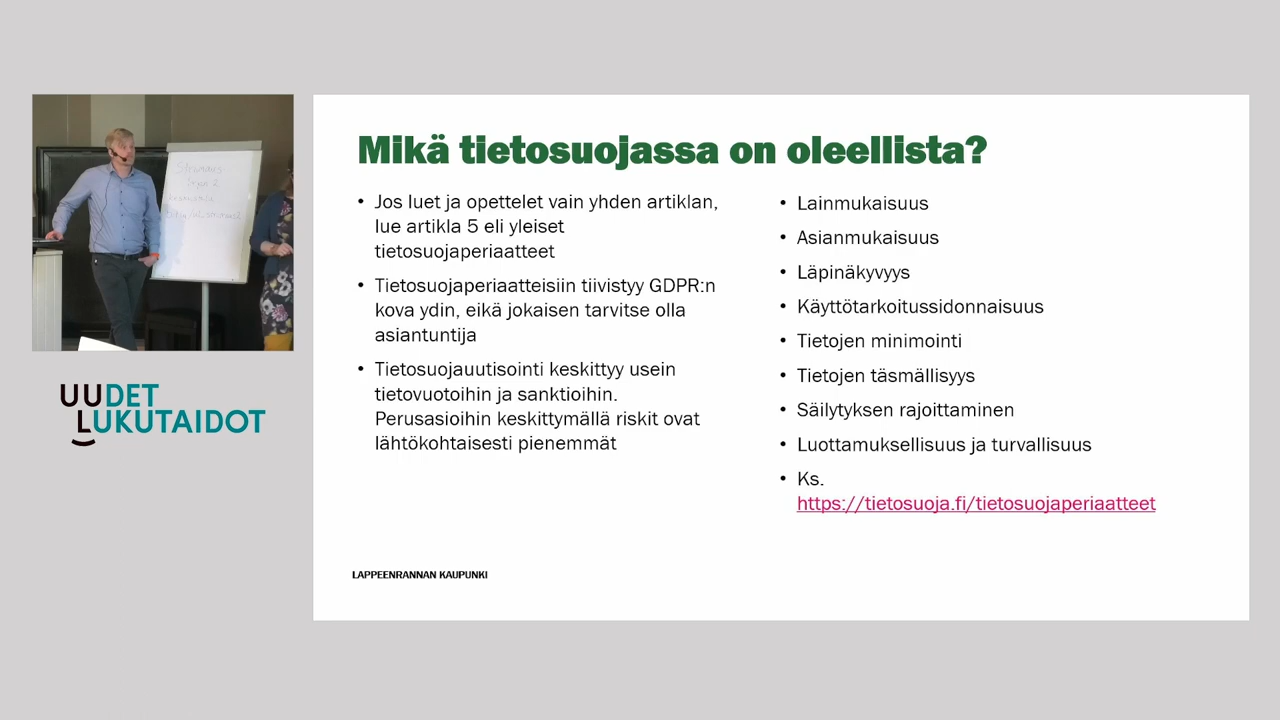 Mikä tietosuojassa on oleellista?
• Jos luet ja opettelet vain yhden artiklan,
lue artikla 5 eli yleiset
tietosuojaperiaatteet
• Tietosuojaperiaatteisiin tiivistyy GDPR:n
kova ydin, eikä jokaisen tarvitse olla
asiantuntija
• Tietosuojauutisointi keskittyy usein
tietovuotoihin ja sanktioihin.
Perusasioihin keskittymällä riskit ovat
lähtökohtaisesti pienemmät
• Lainmukaisuus
• Asianmukaisuus
• Läpinäkyvyys
• Käyttötarkoitussidonnaisuus
• Tietojen minimointi
• Tietojen täsmällisyys
• Säilytyksen rajoittaminen
• Luottamuksellisuus ja turvallisuus
• Ks.
https://tietosuoja.fi/tietosuojaperiaatteet
LAPPEENRANNAN KAUPUNKI
UUDET
LUKUTAIDOT